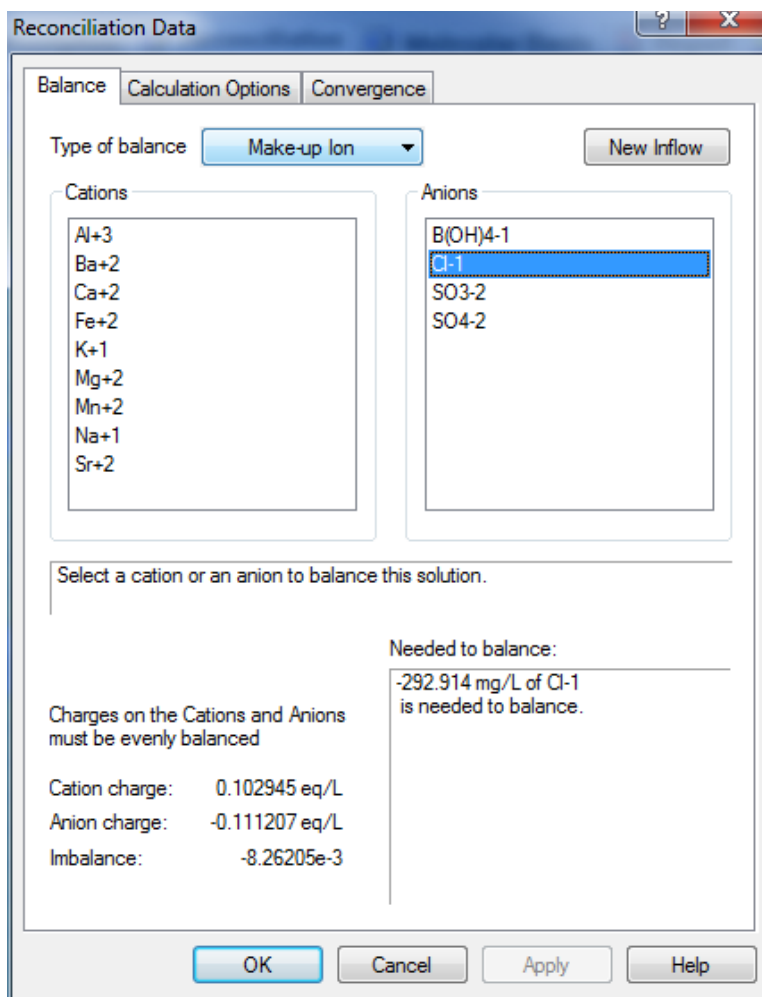 Reconciliation Data
?
X
Balance
Calculation Options
Convergence
Type of balance
Make-up Ion
New Inflow
Cations
Al+3
Ba+2
Ca+2
Fe+2
K+1
Mg+2
Mn+2
Na+1
Sr+2
Anions
B(OH)4-1
Cl-1
SO3-2
SO4-2
Select a cation or an anion to balance this solution.
Charges on the Cations and Anions
must be evenly balanced
Cation charge: 0.102945 eq/L
Anion charge: -0.111207 eq/L
Imbalance: -8.26205e-3
Needed to balance:
-292.914 mg/L of Cl-1
is needed to balance.
OK
Cancel
Apply
Help